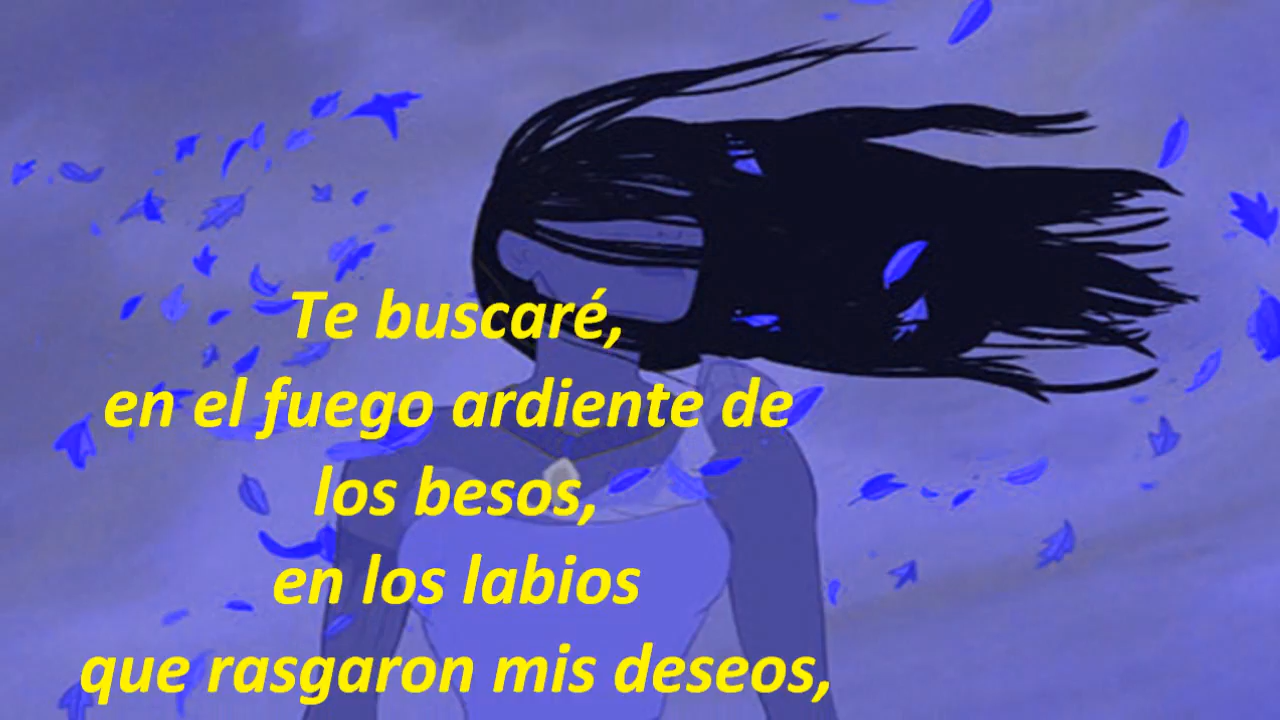 Te buscaré,
en el fuego ardiente de
los besos,
en los labios
que rasgaron mis deseos,